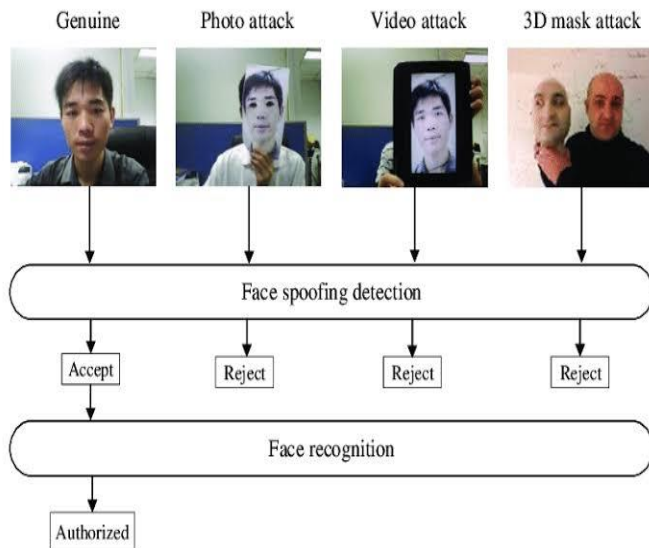 Genuine
Photo attack
Video attack
3D mask attack
Face spoofing detection
Accept
Reject
Reject
Reject
Face recognition
Authorized